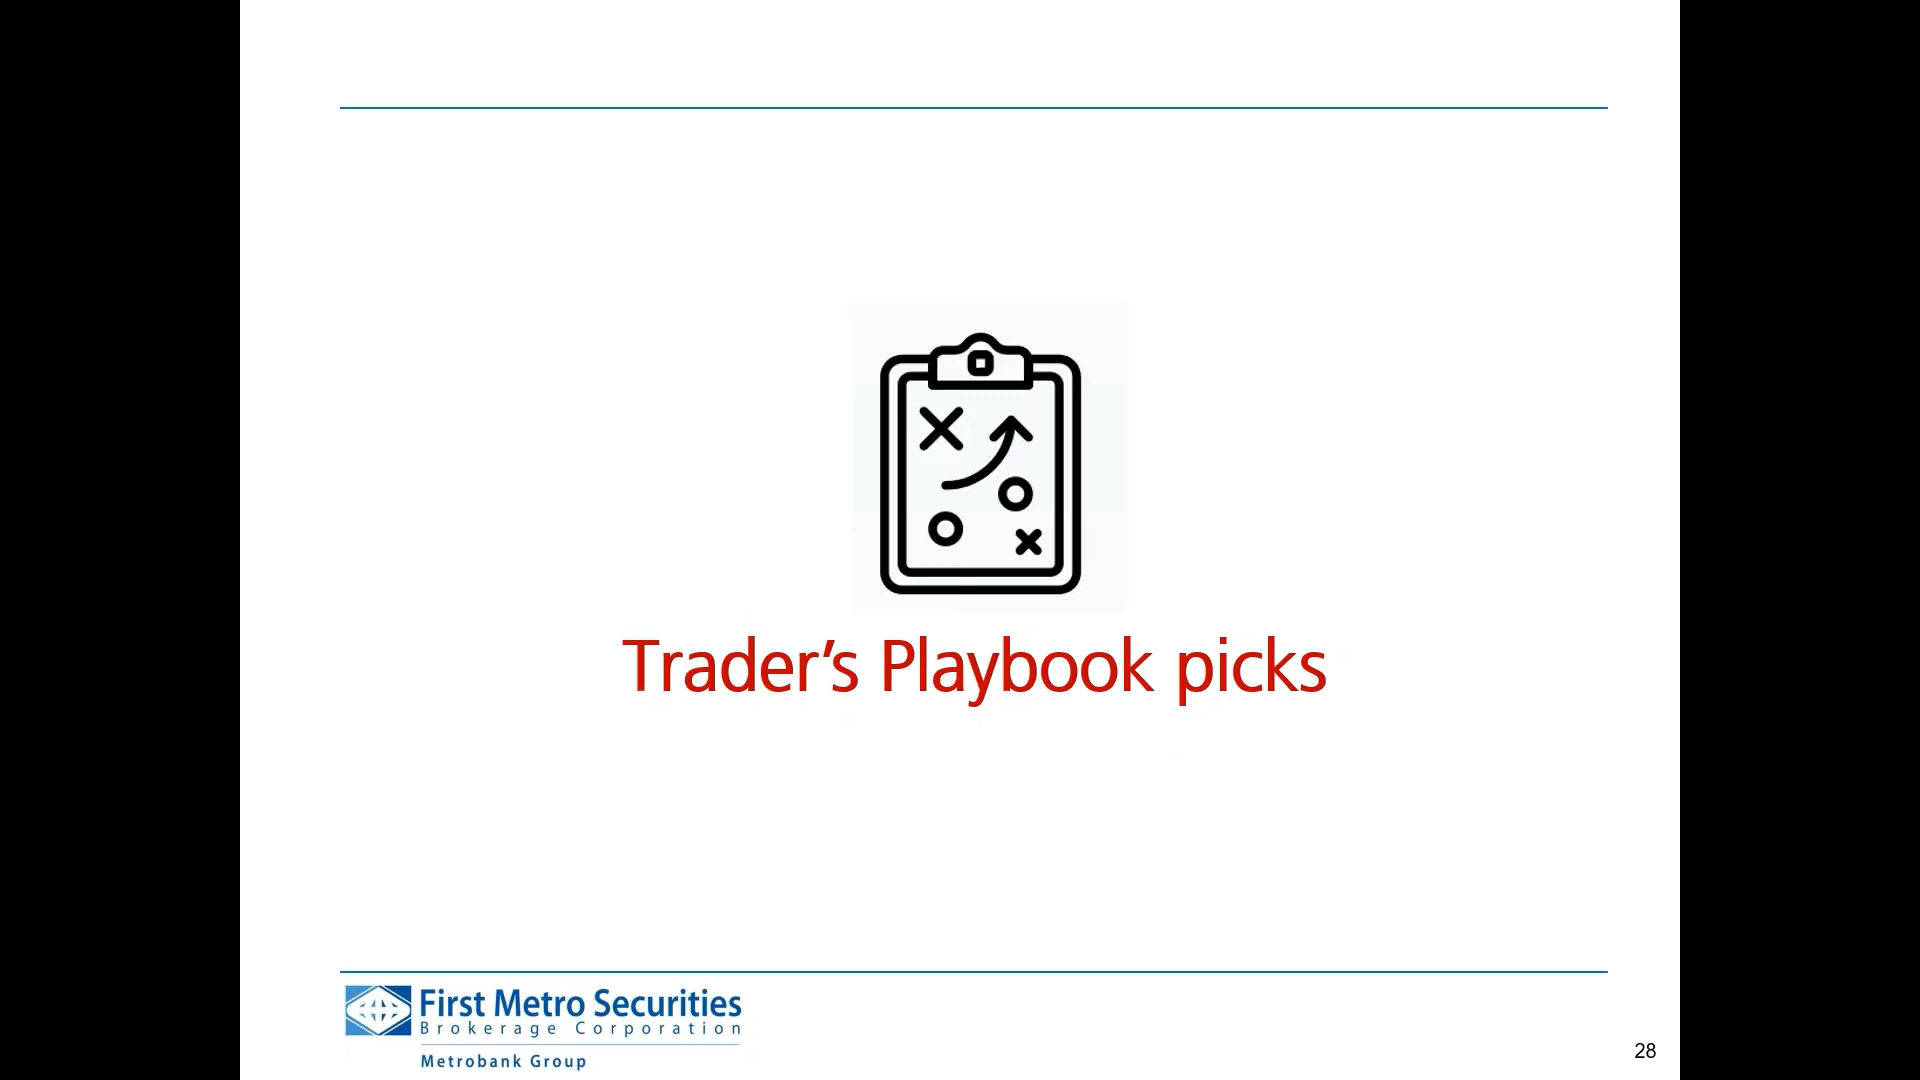 Trader’s Playbook picks
First Metro Securities
Brokerage Corporation
Metrobank Group
28